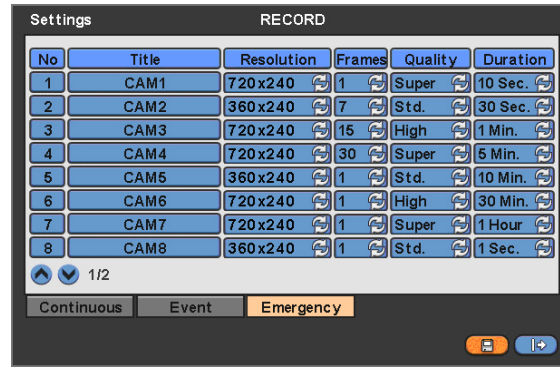 Settings RECORD
No Title Resolution Frames Quality Duration
1 CAM1 720x240 1 Super 10 Sec.
2 CAM2 360x240 7 Std. 30 Sec.
3 CAM3 720x240 15 High 1 Min.
4 CAM4 720x240 30 Super 5 Min.
5 CAM5 360x240 1 Std. 10 Min.
6 CAM6 720x240 1 High 30 Min.
7 CAM7 720x240 1 Super 1 Hour
8 CAM8 360x240 1 Std. 1 Sec.
1/2
Continuous Event Emergency